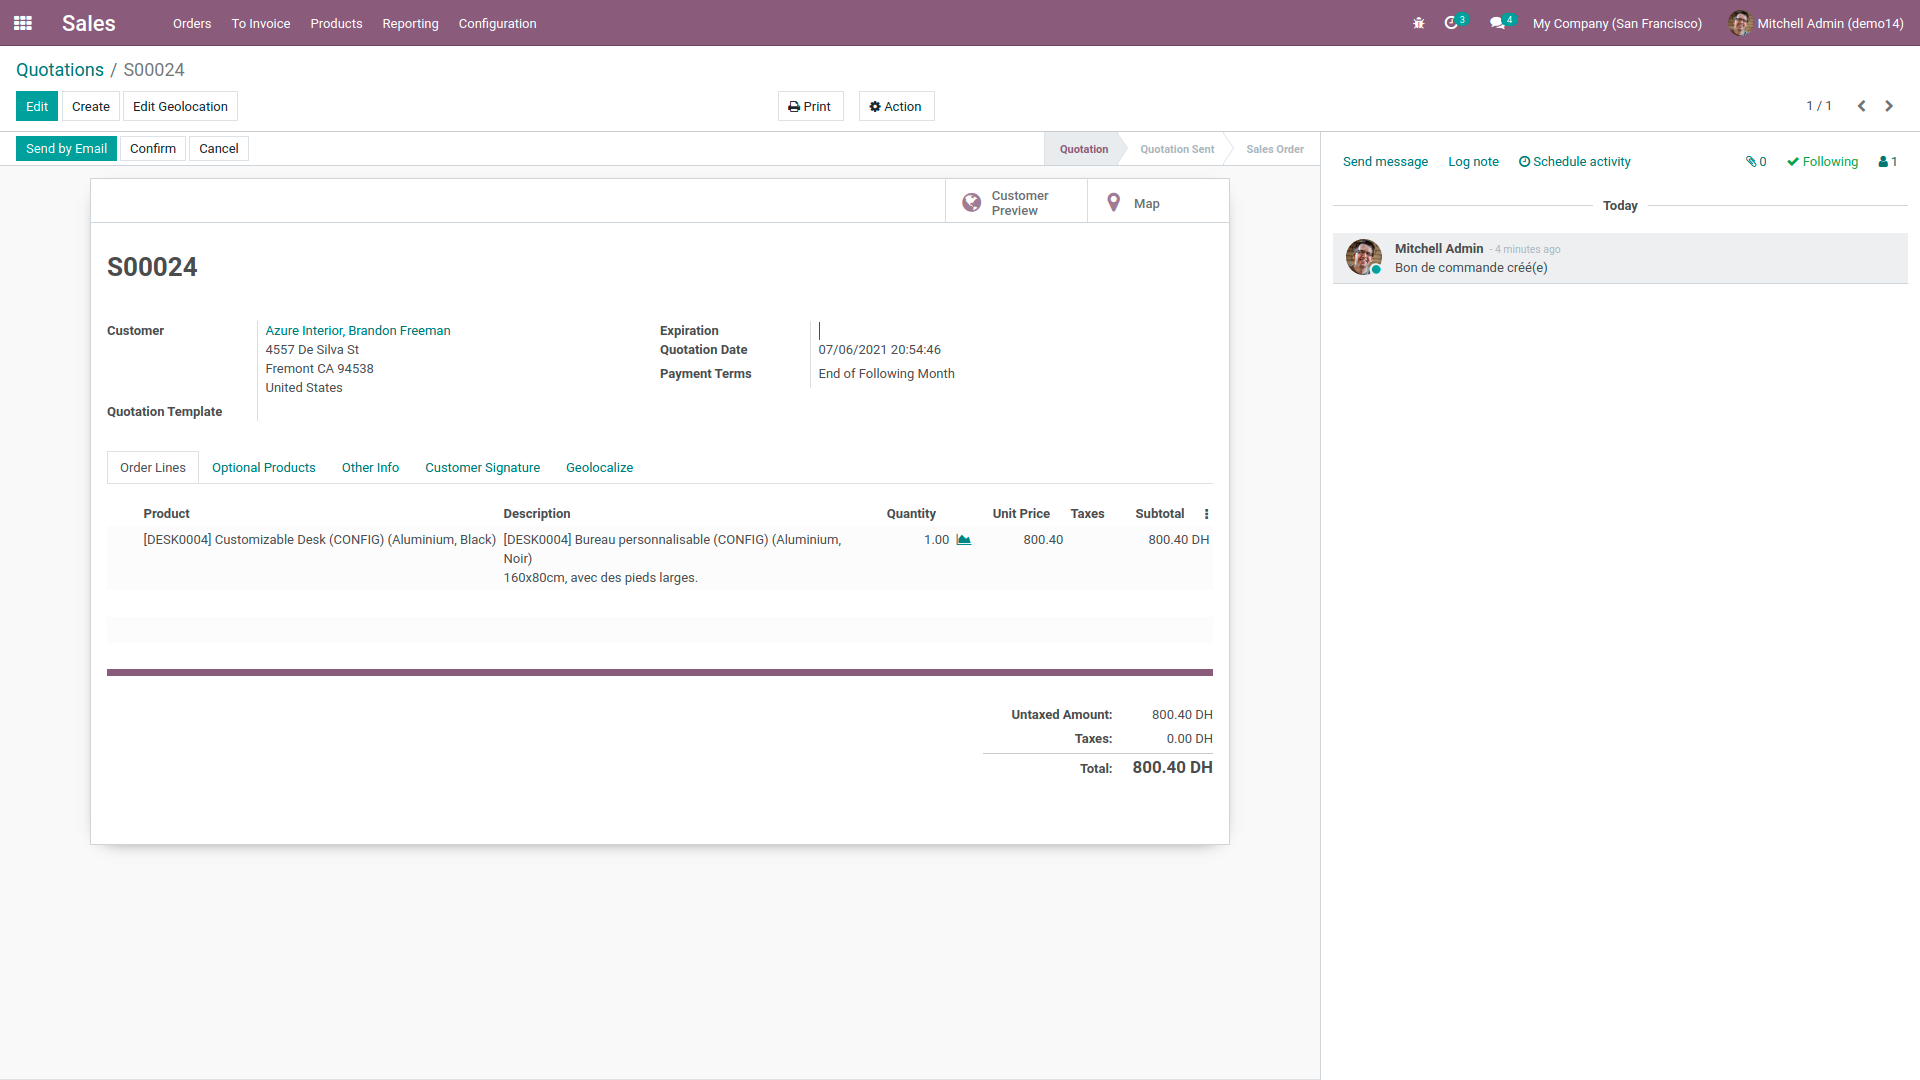 Sales
Orders
To Invoice
Products
Reporting
Configuration
3
4
My Company (San Francisco)
Mitchell Admin (demo14)
Quotations / S00024
Edit
Create
Edit Geolocation
Print
Action
1 / 1
Send by Email
Confirm
Cancel
Quotation
Quotation Sent
Sales Order
Customer
Preview
Map
S00024
Customer
Azure Interior, Brandon Freeman
4557 De Silva St
Fremont CA 94538
United States
Quotation Template
Expiration
Quotation Date
07/06/2021 20:54:46
Payment Terms
End of Following Month
Order Lines
Optional Products
Other Info
Customer Signature
Geolocalize
Product
Description
Quantity
Unit Price
Taxes
Subtotal
[DESK0004] Customizable Desk (CONFIG) (Aluminium, Black)
[DESK0004] Bureau personnalisable (CONFIG) (Aluminium,
Noir)
160x80cm, avec des pieds larges.
1.00
800.40
800.40 DH
Untaxed Amount:
800.40 DH
Taxes:
0.00 DH
Total:
800.40 DH
Send message
Log note
Schedule activity
0
Following
1
Today
Mitchell Admin - 4 minutes ago
Bon de commande créé(e)